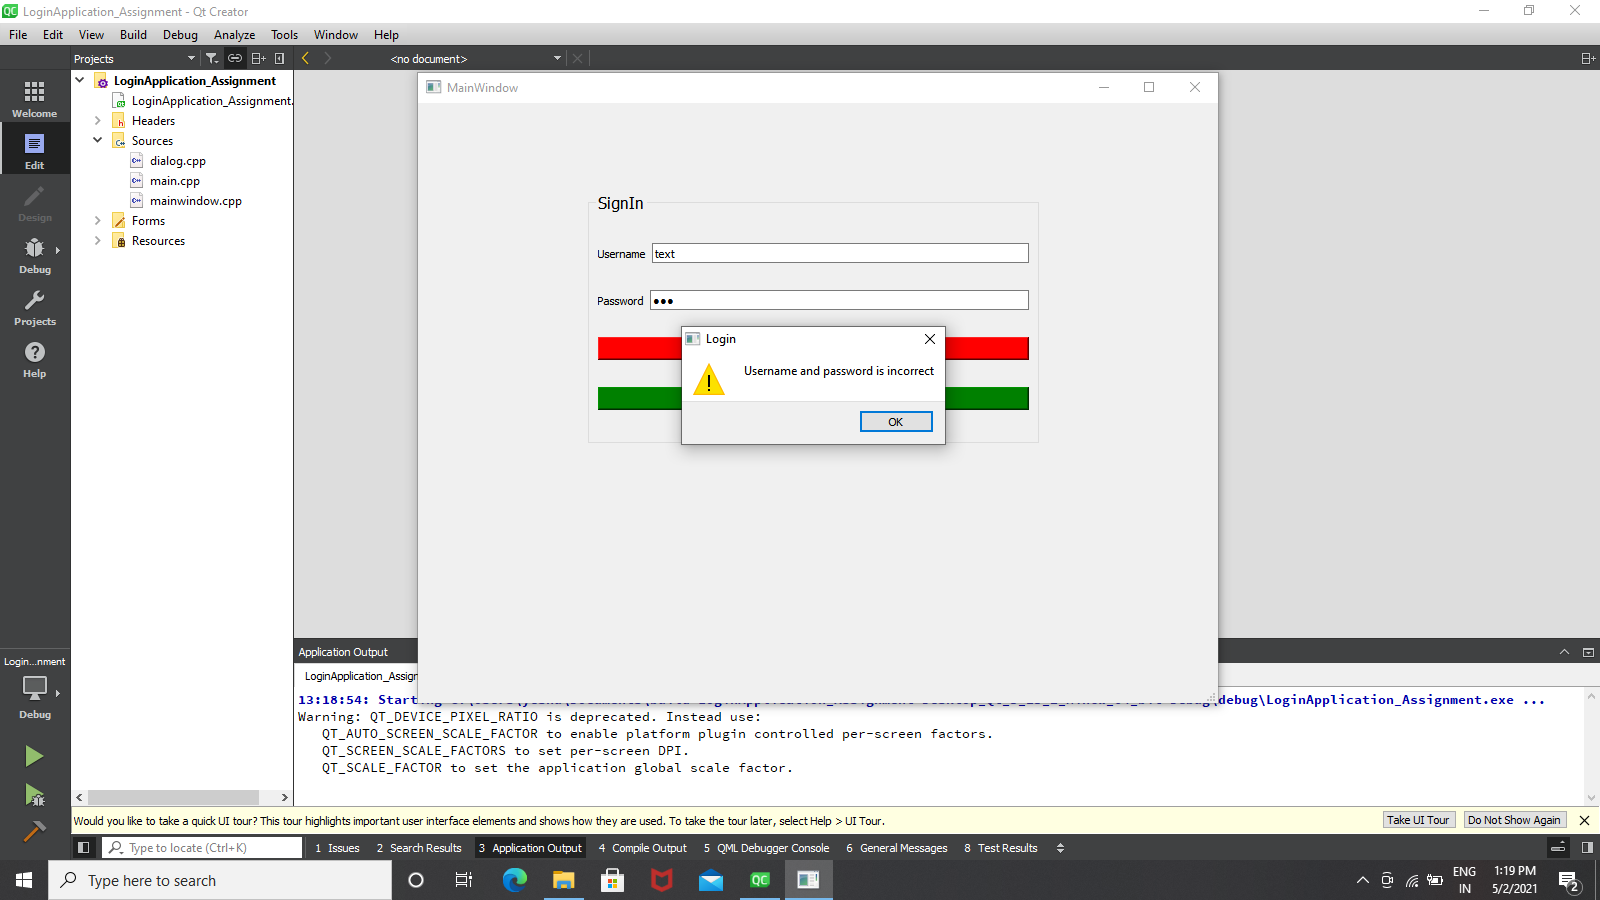 LoginApplication_Assignment - Qt Creator
File Edit View Build Debug Analyze Tools Window Help
Projects
<no document>
Welcome
Edit
Design
Debug
Projects
Help
LoginApplication_Assignment
LoginApplication_Assignment.
Headers
Sources
dialog.cpp
main.cpp
mainwindow.cpp
Forms
Resources
MainWindow
SignIn
Username text
Password ●●●
Login
Username and password is incorrect
OK
Login...nment
Debug
Application Output
LoginApplication_Assign
13:18:54: Starting debug\LoginApplication_Assignment.exe ...
Warning: QT_DEVICE_PIXEL_RATIO is deprecated. Instead use:
QT_AUTO_SCREEN_SCALE_FACTOR to enable platform plugin controlled per-screen factors.
QT_SCREEN_SCALE_FACTORS to set per-screen DPI.
QT_SCALE_FACTOR to set the application global scale factor.
Would you like to take a quick UI tour? This tour highlights important user interface elements and shows how they are used. To take the tour later, select Help > UI Tour.
Take UI Tour
Do Not Show Again
Type to locate (Ctrl+K)
1 Issues 2 Search Results 3 Application Output 4 Compile Output 5 QML Debugger Console 6 General Messages 8 Test Results
Type here to search
ENG
IN
1:19 PM
5/2/2021
2